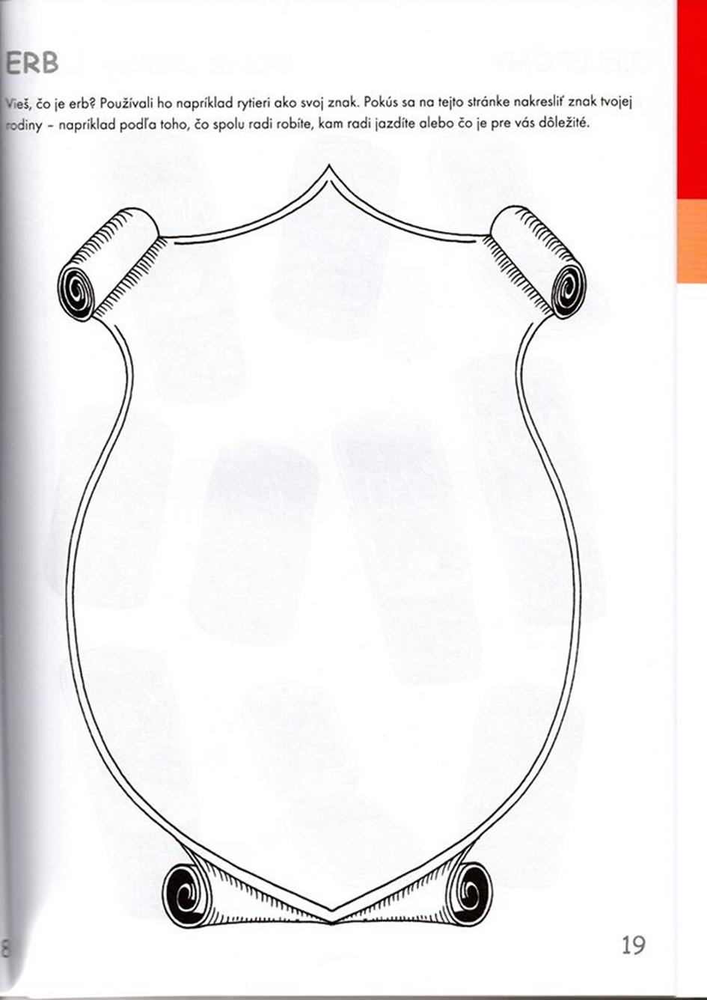 ERB
Vieš, čo je erb? Používali ho napríklad rytieri ako svoj znak. Pokús sa na tejto stránke nakresliť znak tvojej
rodiny – napríklad podľa toho, čo spolu radi robíte, kam radi jazdíte alebo čo je pre vás dôležité.
8
19